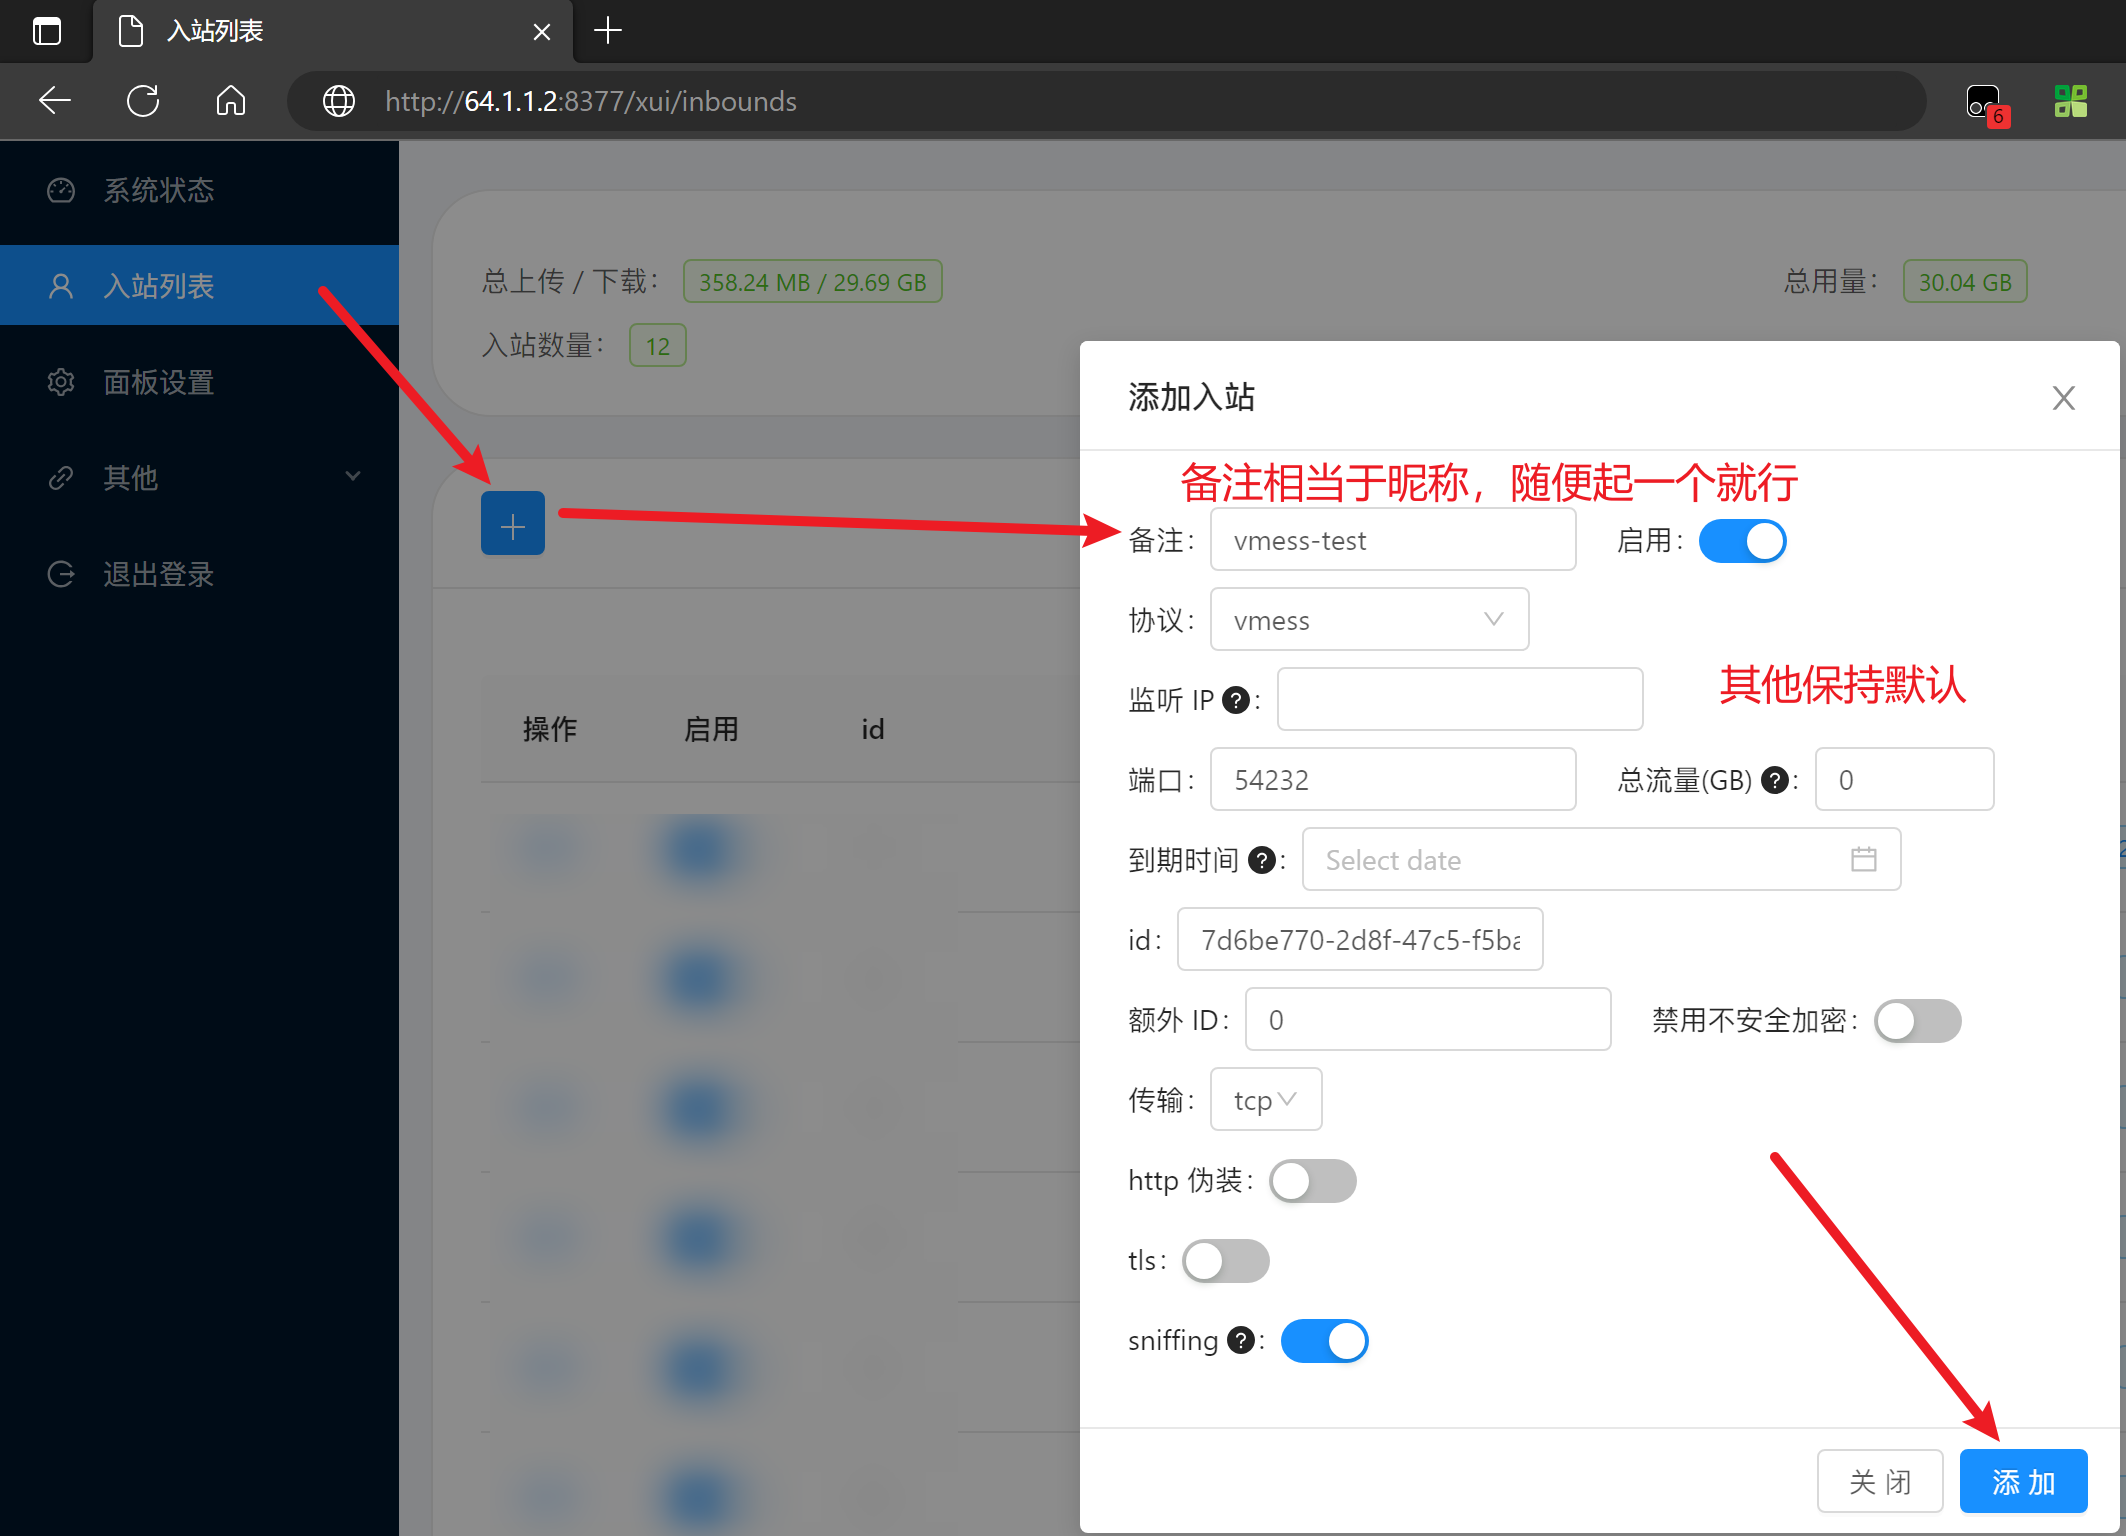 入站列表
http://64.1.1.2:8377/xui/inbounds
6
系统状态
入站列表
面板设置
其他
退出登录
总上传 / 下载: 358.24 MB / 29.69 GB
总用量: 30.04 GB
入站数量: 12
操作 启用 id
添加入站
备注相当于昵称，随便起一个就行
备注: vmess-test 启用:
协议: vmess
监听 IP ?:
其他保持默认
端口: 54232 总流量(GB) ?: 0
到期时间 ?: Select date
id: 7d6be770-2d8f-47c5-f5ba
额外 ID: 0 禁用不安全加密:
传输: tcp
http 伪装:
tls:
sniffing ?:
关 闭 添 加